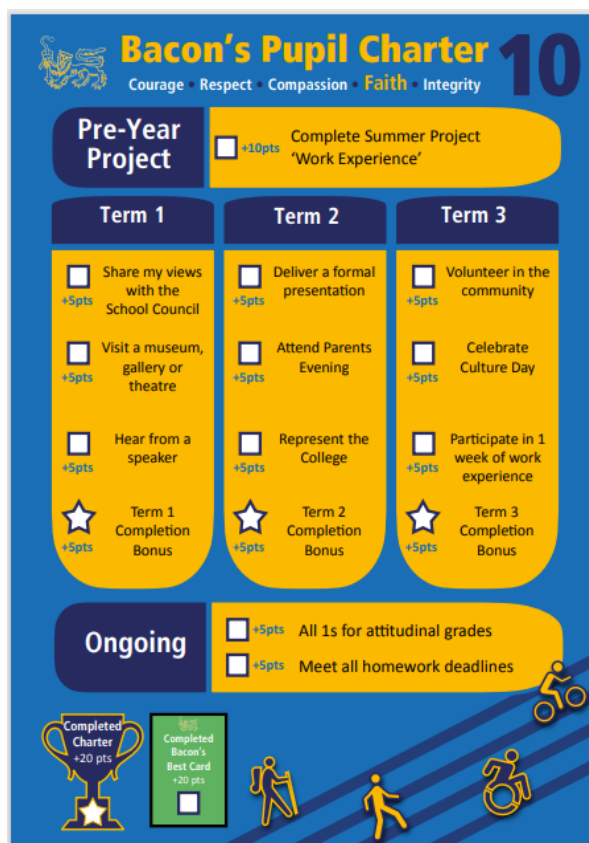 Bacon's Pupil Charter
10
Courage • Respect • Compassion • Faith • Integrity
Pre-Year
Project
+10pts
Complete Summer Project
'Work Experience'
Term 1
+5pts
Share my views
with the
School Council
+5pts
Visit a museum,
gallery or
theatre
+5pts
Hear from a
speaker
+5pts
Term 1
Completion
Bonus
Term 2
+5pts
Deliver a formal
presentation
+5pts
Attend Parents
Evening
+5pts
Represent the
College
+5pts
Term 2
Completion
Bonus
Term 3
+5pts
Volunteer in the
community
+5pts
Celebrate
Culture Day
+5pts
Participate in 1
week of work
experience
+5pts
Term 3
Completion
Bonus
Ongoing
+5pts All 1s for attitudinal grades
+5pts Meet all homework deadlines
Completed
Charter
+20 pts
Completed
Bacon's
Best Card
+20 pts